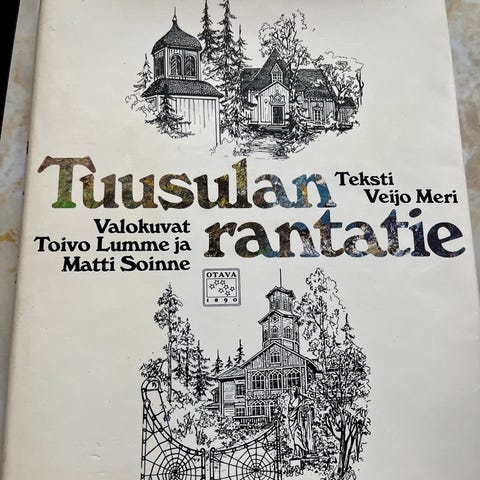 Tuusulan
rantatie
Teksti
Veijo Meri
Valokuvat
Toivo Lumme ja
Matti Soinne
OTAVA
1890